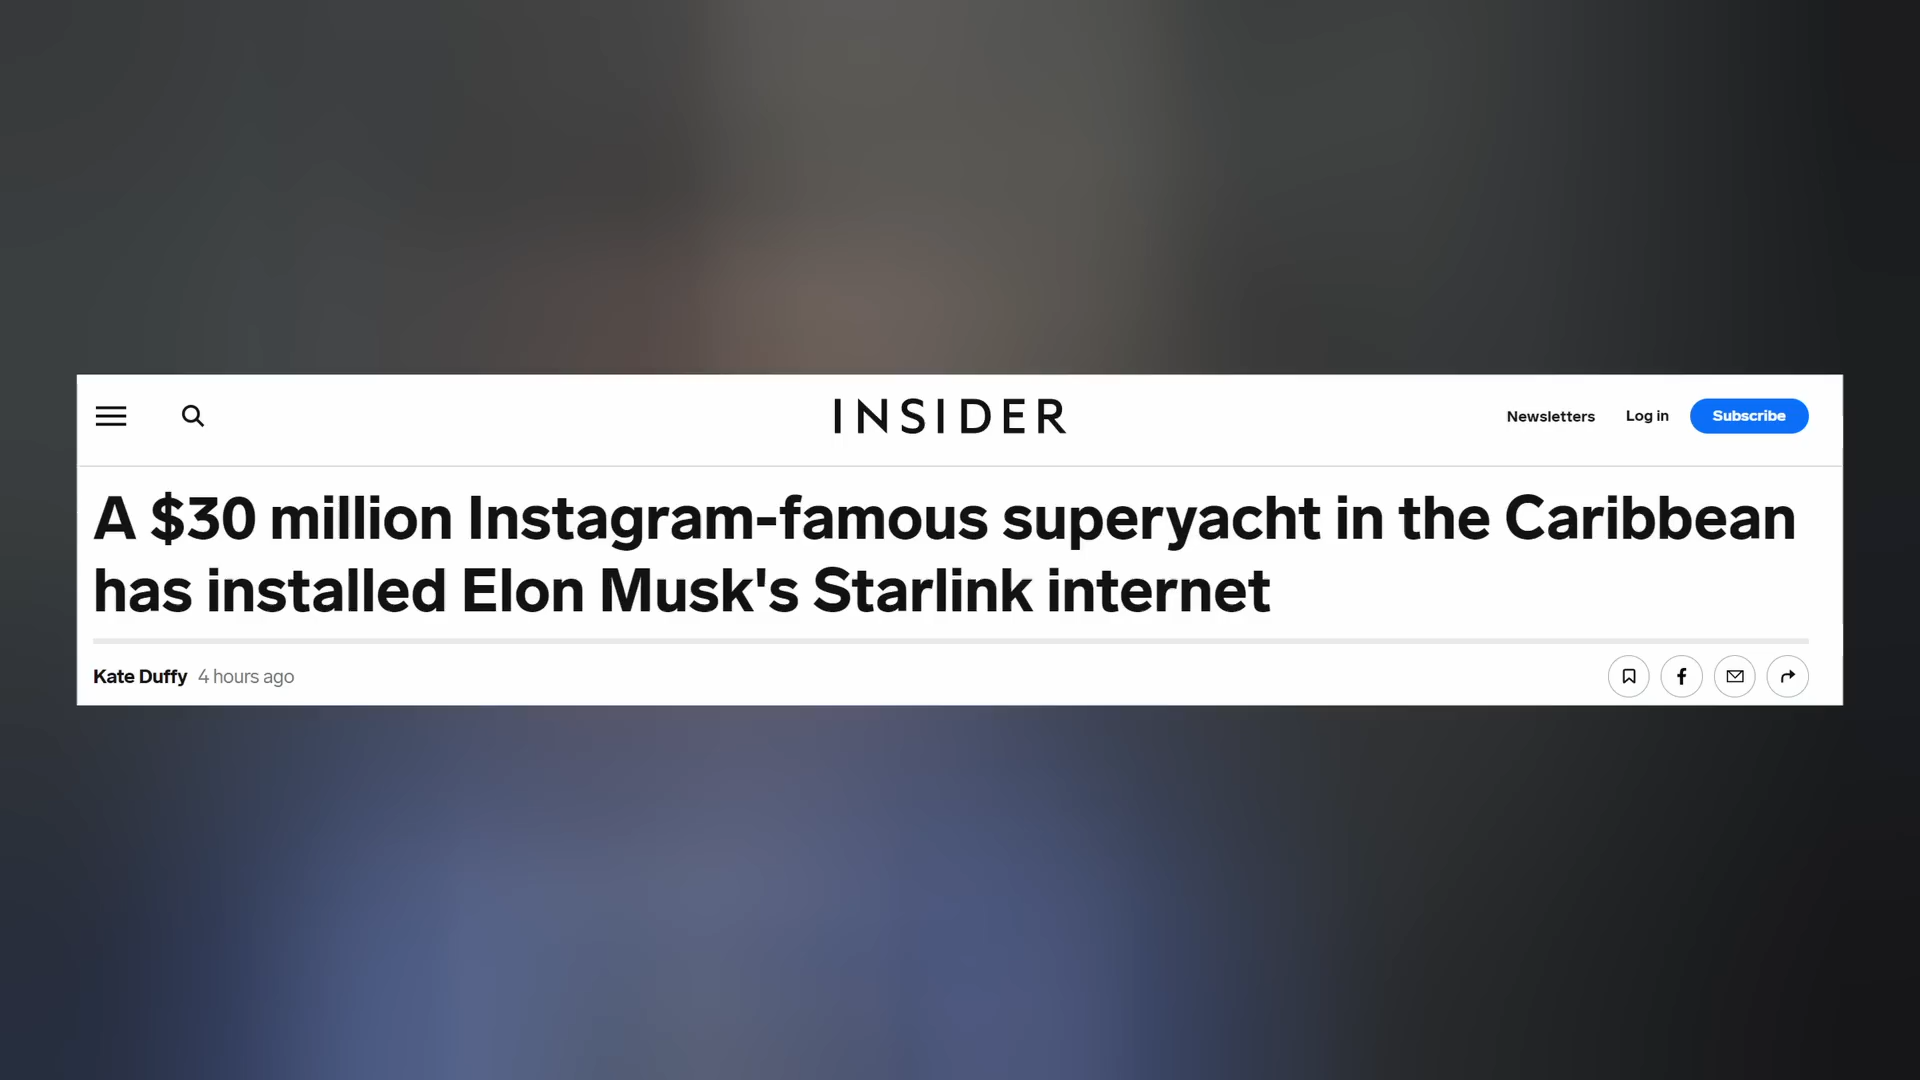 INSIDER
Newsletters Log in Subscribe
A $30 million Instagram-famous superyacht in the Caribbean
has installed Elon Musk's Starlink internet
Kate Duffy 4 hours ago